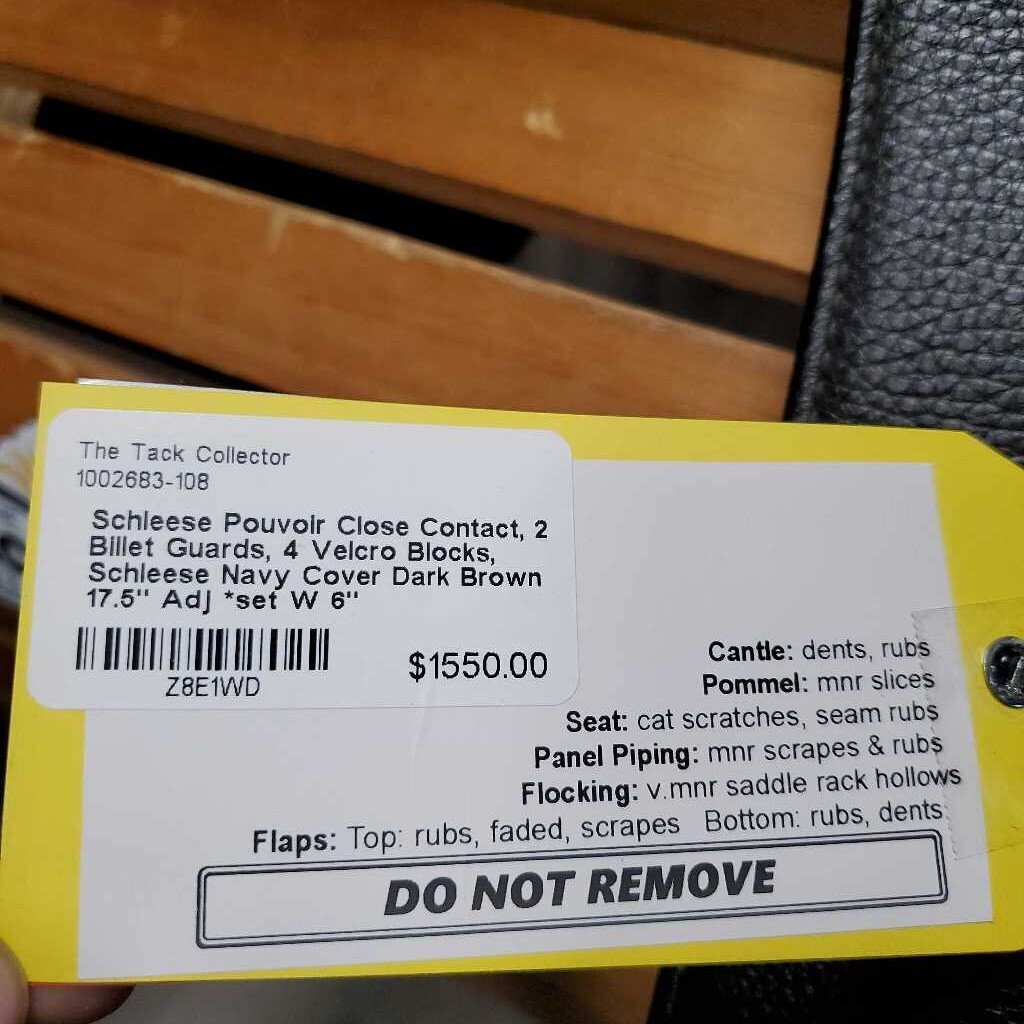 The Tack Collector
1002683-108
Schleese Pouvoir Close Contact, 2
Billet Guards, 4 Velcro Blocks,
Schleese Navy Cover Dark Brown
17.5" Adj *set W 6"
$1550.00
Z8E1WD
Cantle: dents, rubs
Pommel: mnr slices
Seat: cat scratches, seam rubs
Panel Piping: mnr scrapes & rubs
Flocking: v.mnr saddle rack hollows
Flaps: Top: rubs, faded, scrapes Bottom: rubs, dents
DO NOT REMOVE